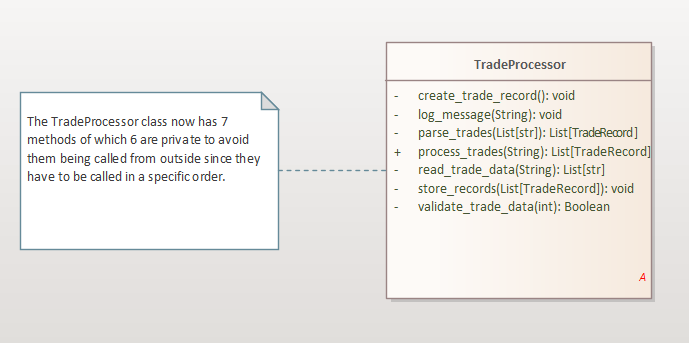 TradeProcessor
The TradeProcessor class now has 7
methods of which 6 are private to avoid
them being called from outside since they
have to be called in a specific order.
- create_trade_record(): void
- log_message(String): void
- parse_trades(List[str]): List[TradeRecord]
+ process_trades(String): List[TradeRecord]
- read_trade_data(String): List[str]
- store_records(List[TradeRecord]): void
- validate_trade_data(int): Boolean
A